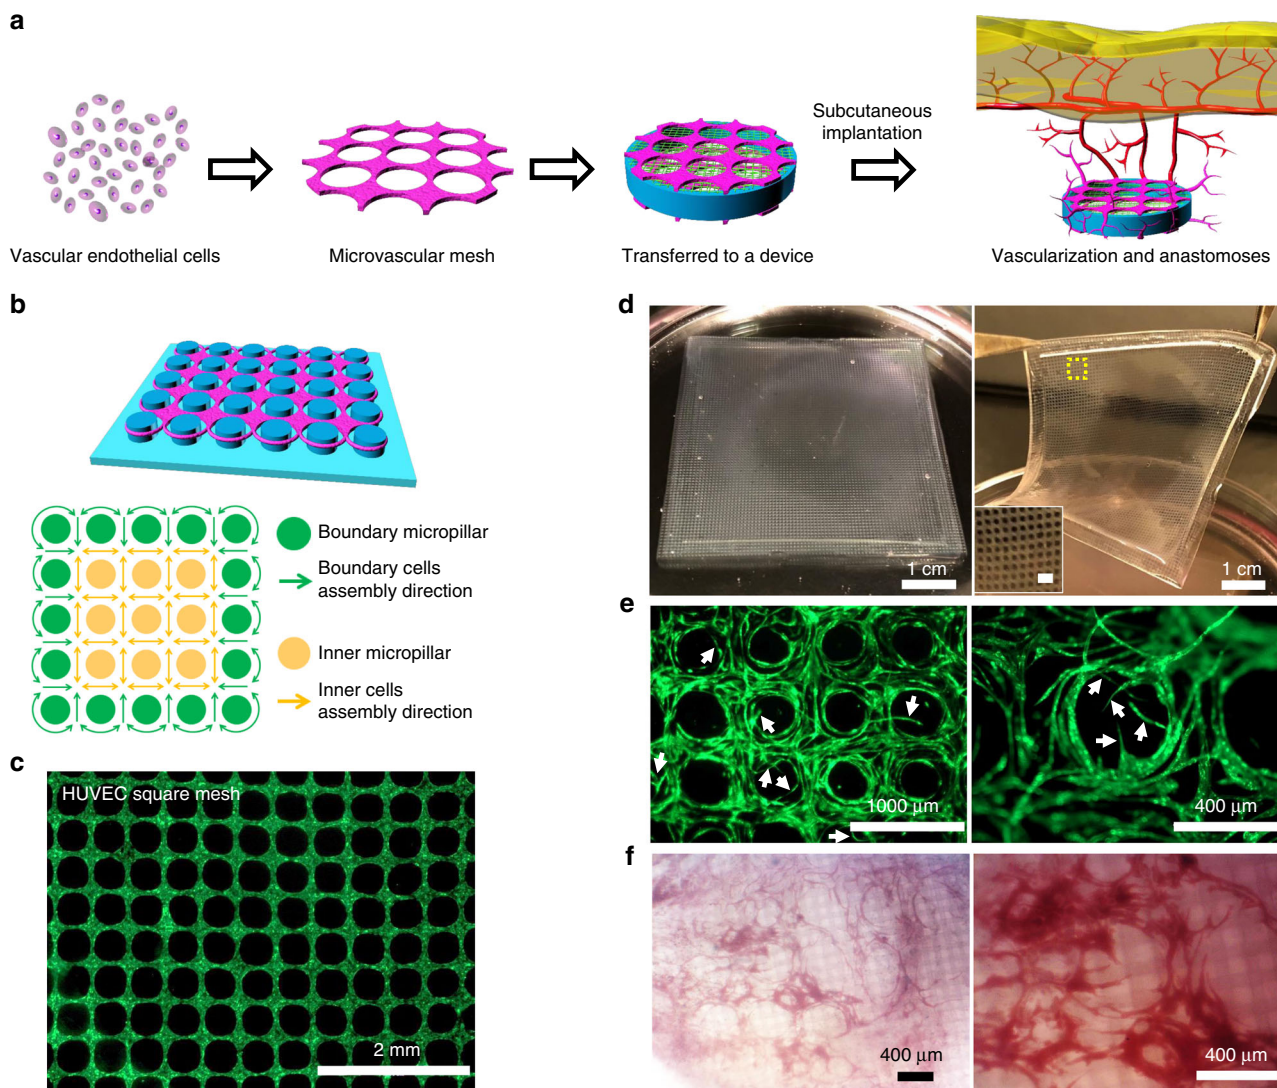 a
Subcutaneous
implantation
Vascular endothelial cells
Microvascular mesh
Transferred to a device
Vascularization and anastomoses
b
Boundary micropillar
Boundary cells
assembly direction
Inner micropillar
Inner cells
assembly direction
c
HUVEC square mesh
2 mm
d
1 cm
1 cm
e
1000 μm
400 μm
f
400 μm
400 μm